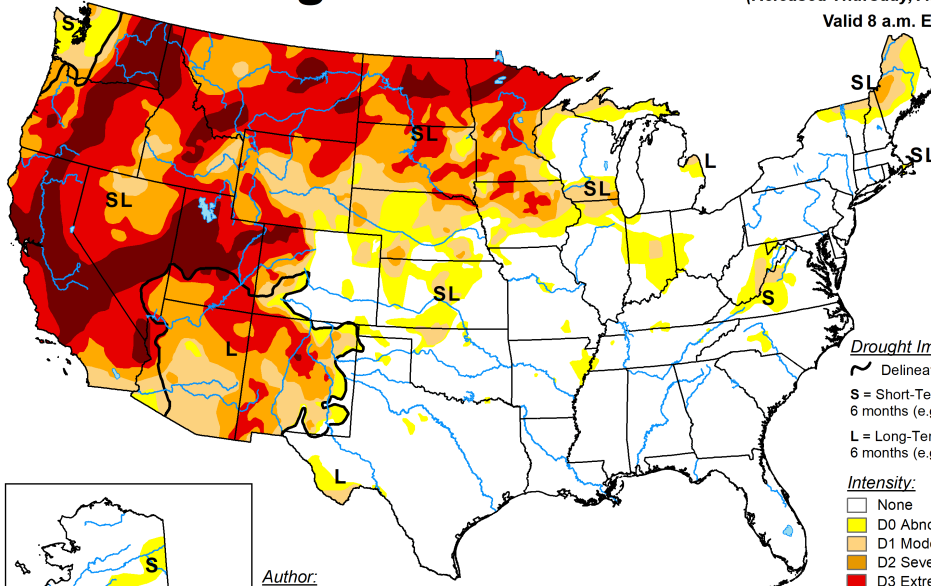 Valid 8 a.m. E
S
SL
SL
L
SL
SL
SL
SL
S
L
L
Drought Im
Delineat
S = Short-Te
6 months (e.g
L = Long-Ter
6 months (e.g
Intensity:
None
D0 Abno
D1 Mode
D2 Seve
D3 Extre
S
Author: